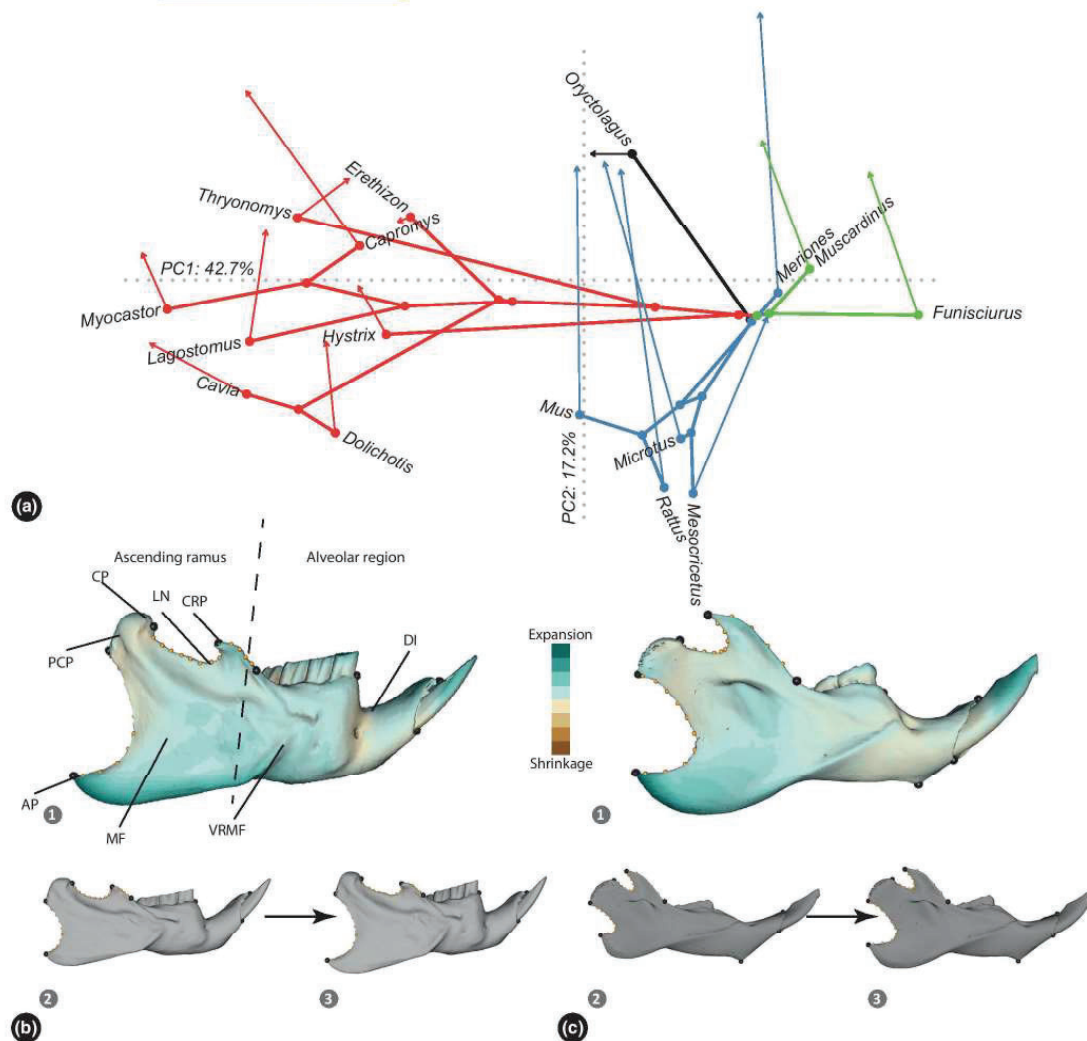 Oryctolagus
Erethizon
Thryonomys
Capromys
PC1: 42.7%
Myocastor
Lagostomus
Hystrix
Cavia
Dolichotis
Meriones
Muscardinus
Funisciurus
Mus
Microtus
PC2: 17.2%
Rattus
Mesocricetus
(a)
Ascending ramus
Alveolar region
CP
LN
CRP
PCP
DI
AP
MF
VRMF
1
Expansion
Shrinkage
1
2
3
(b)
2
3
(c)